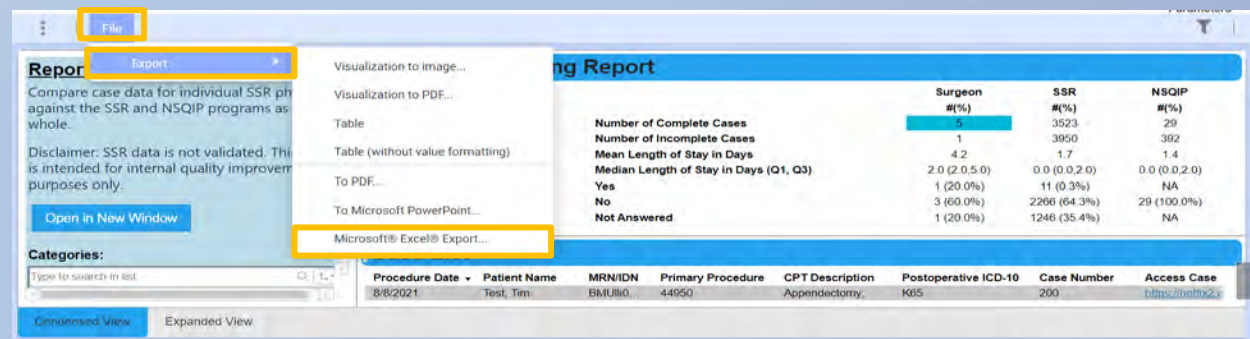 File
Export
Visualization to image...
Visualization to PDF...
Table
Table (without value formatting)
To PDF...
To Microsoft PowerPoint...
Microsoft® Excel® Export...
Repor
Compare case data for individual SSR ph
against the SSR and NSQIP programs as
whole.
Disclaimer: SSR data is not validated. Thi
is intended for internal quality improvem
purposes only.
Open in New Window
Categories:
Type to search in list
ng Report
Surgeon SSR NSQIP
#(%) #(%) #(%)
Number of Complete Cases 5 3523 29
Number of Incomplete Cases 1 3950 392
Mean Length of Stay in Days 4.2 1.7 1.4
Median Length of Stay in Days (Q1, Q3) 2.0 (2.0,5.0) 0.0 (0.0,2.0) 0.0 (0.0,2.0)
Yes 1 (20.0%) 11 (0.3%) NA
No 3 (60.0%) 2266 (64.3%) 29 (100.0%)
Not Answered 1 (20.0%) 1246 (35.4%) NA
Procedure Date Patient Name MRN/IDN Primary Procedure CPT Description Postoperative ICD-10 Case Number Access Case
8/8/2021 Test, Tim 44950 Appendectomy; K65 200
Condensed View Expanded View